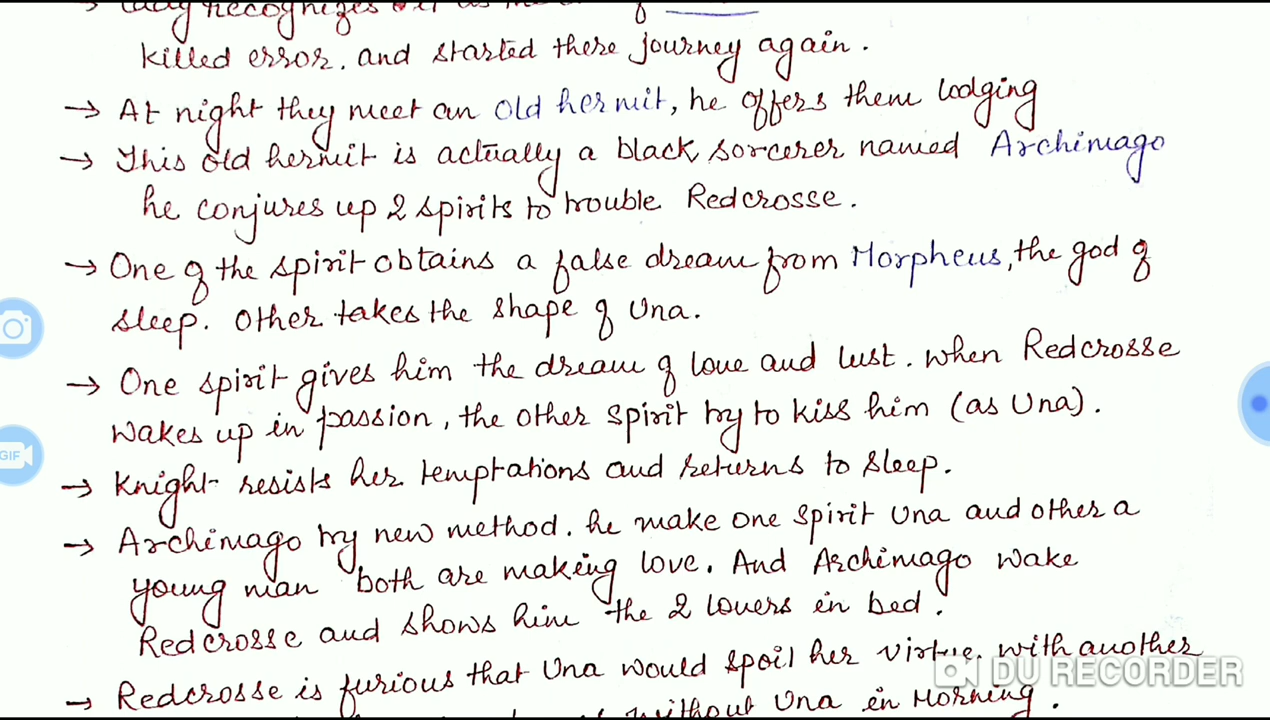 Lady recognizes
killed error. and started there journey again.
→ At night they meet an old hermit, he offers them lodging
→ This old hermit is actually a black sorcerer named Archimago
he conjures up 2 spirits to trouble Redcrosse.
→ One of the spirit obtains a false dream from Morpheus, the god of
sleep. Other takes the shape of Una.
→ One spirit gives him the dream of love and lust. when Redcrosse
wakes up in passion, the other spirit try to kiss him (as Una).
→ Knight resists her temptations and returns to sleep.
→ Archimago try new method. he make one spirit Una and other a
young man both are making love. And Archimago wake
Redcrosse and shows him the 2 lovers in bed.
→ Redcrosse is furious that Una would spoil her virtue with another
without Una in Morning.
GIF
DU RECORDER